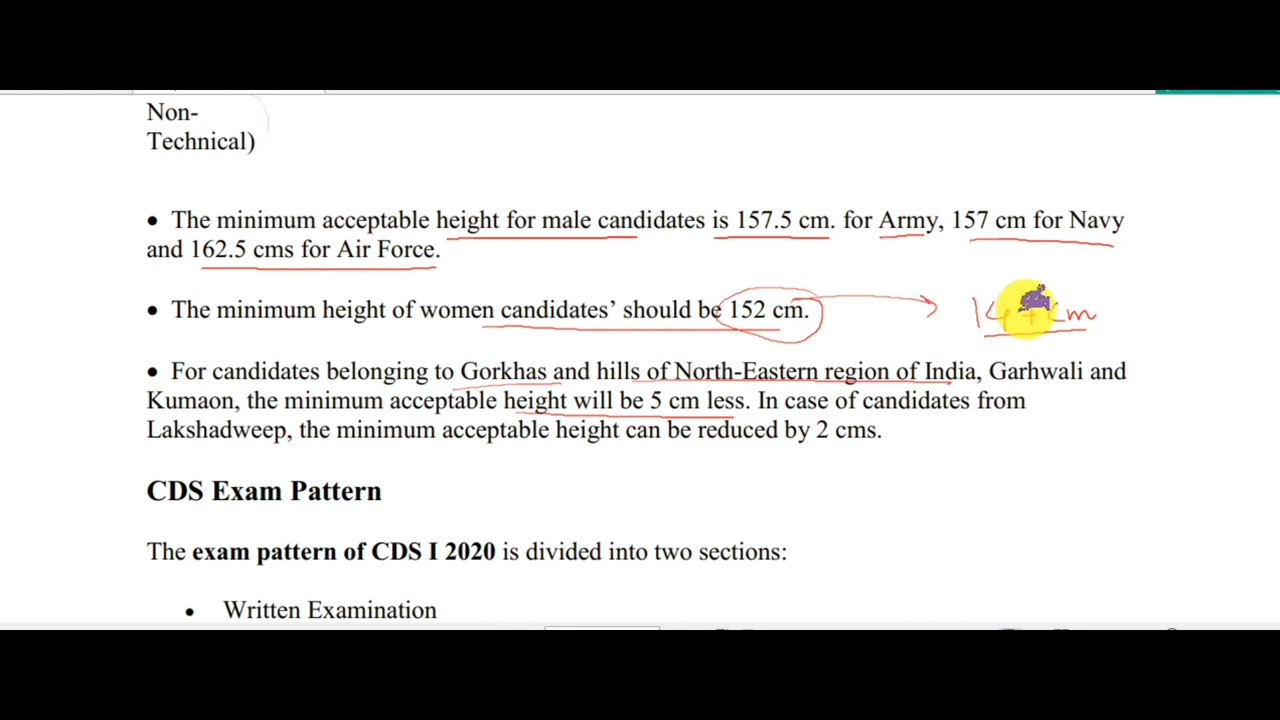 Non-
Technical)
• The minimum acceptable height for male candidates is 157.5 cm. for Army, 157 cm for Navy
and 162.5 cms for Air Force.
• The minimum height of women candidates’ should be 152 cm.
147 cm
• For candidates belonging to Gorkhas and hills of North-Eastern region of India, Garhwali and
Kumaon, the minimum acceptable height will be 5 cm less. In case of candidates from
Lakshadweep, the minimum acceptable height can be reduced by 2 cms.
CDS Exam Pattern
The exam pattern of CDS I 2020 is divided into two sections:
• Written Examination